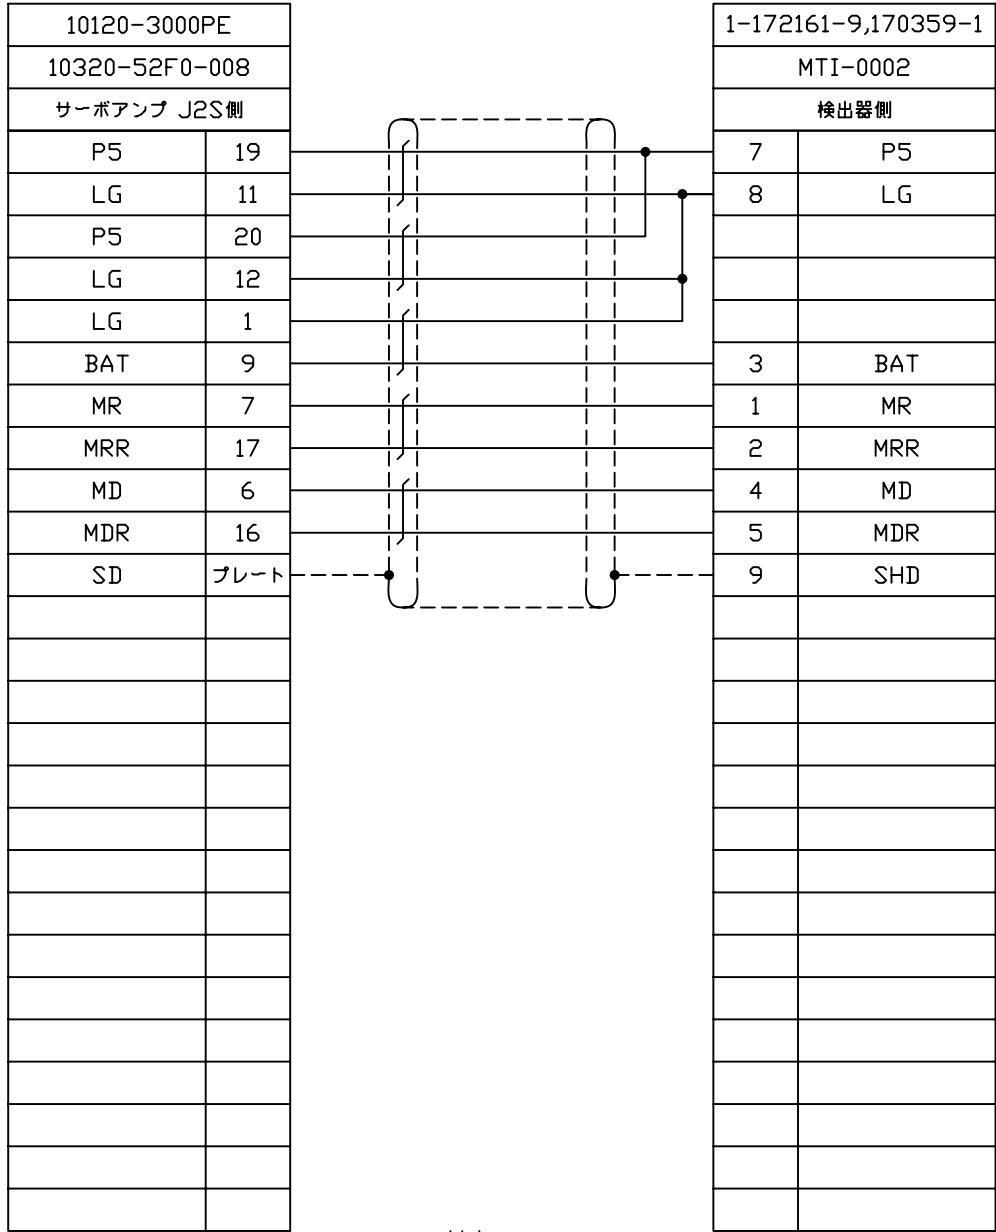 10120-3000PE 1-172161-9,170359-1
10320-52F0-008 MTI-0002
サーボアンプ J2S側 検出器側
P5 19 7 P5
LG 11 8 LG
P5 20
LG 12
LG 1
BAT 9 3 BAT
MR 7 1 MR
MRR 17 2 MRR
MD 6 4 MD
MDR 16 5 MDR
SD プレート 9 SHD